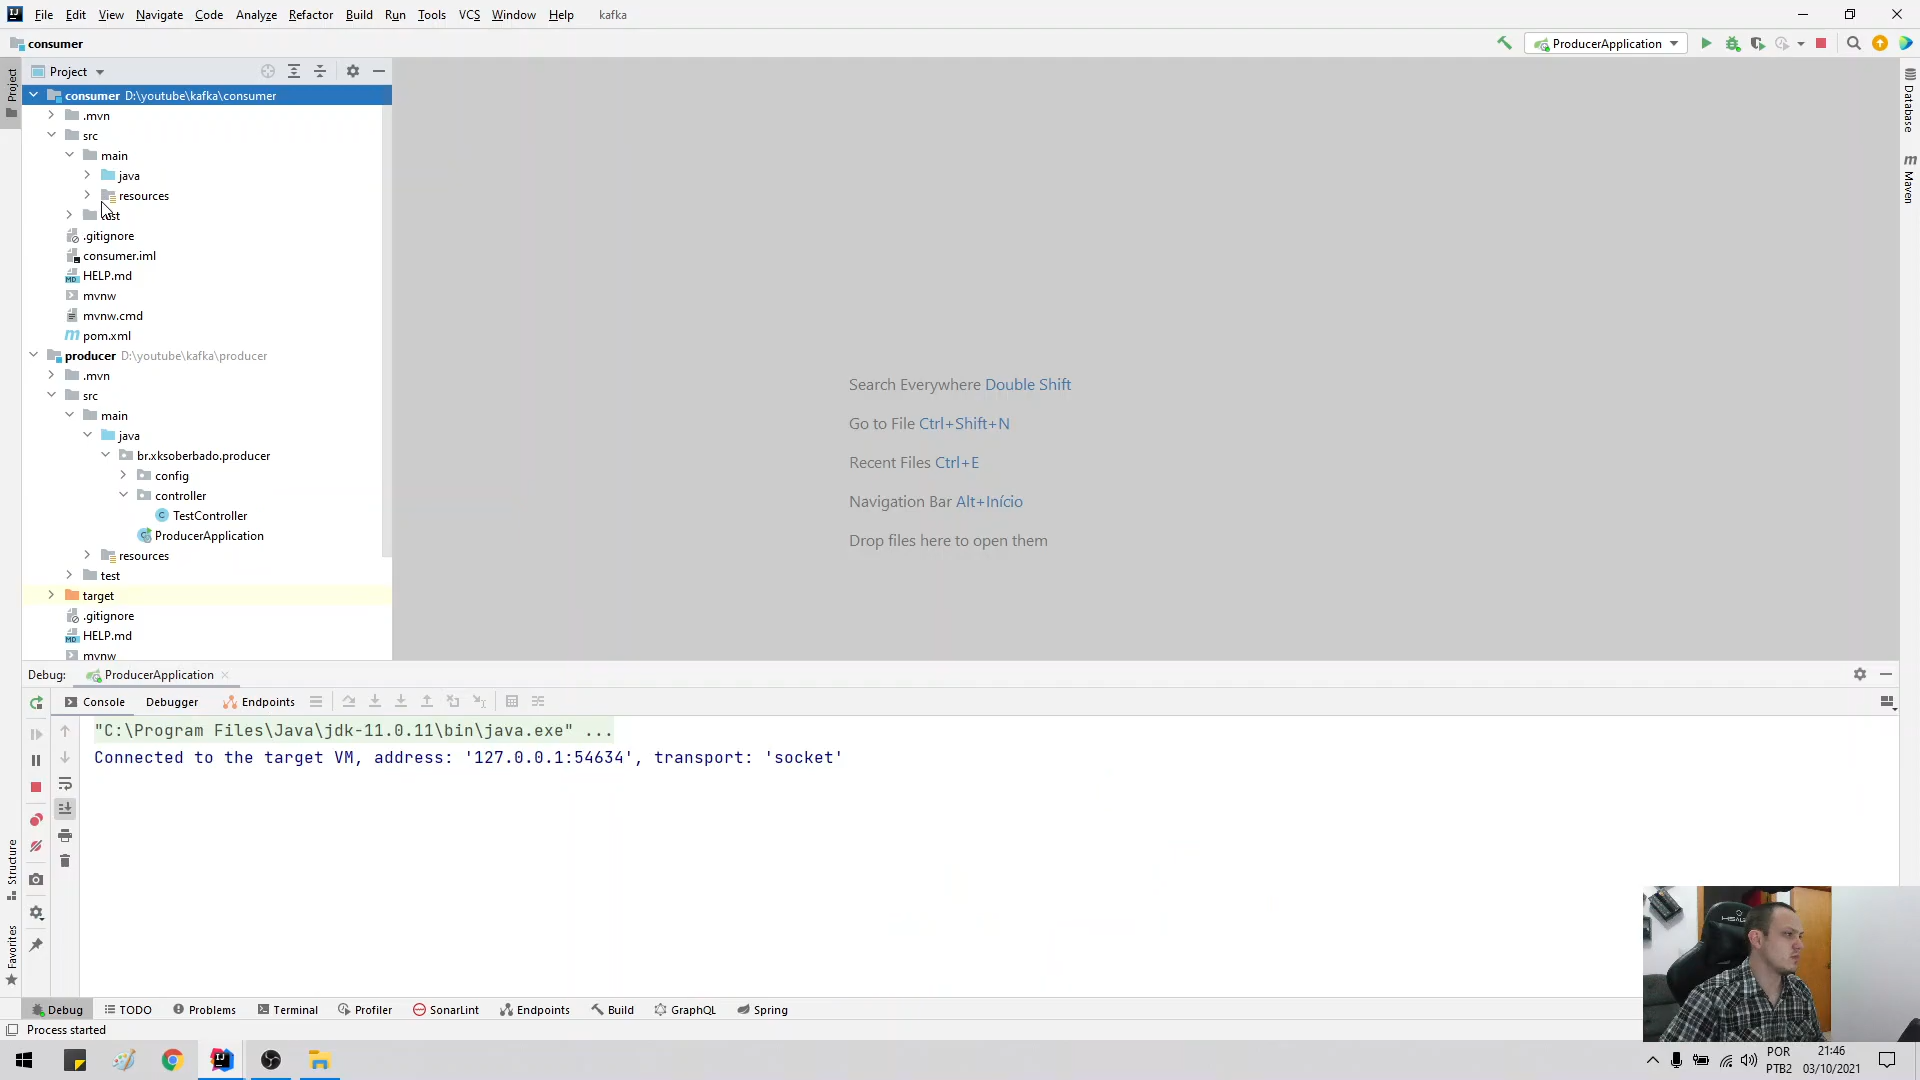 File Edit View Navigate Code Analyze Refactor Build Run Tools VCS Window Help kafka
consumer
ProducerApplication
Project
consumer D:\youtube\kafka\consumer
.mvn
src
main
java
resources
.gitignore
consumer.iml
HELP.md
mvnw
mvnw.cmd
pom.xml
producer D:\youtube\kafka\producer
.mvn
src
main
java
br.xksoberbado.producer
config
controller
TestController
ProducerApplication
resources
test
target
.gitignore
HELP.md
mvnw
Project
Structure
Favorites
Search Everywhere Double Shift
Go to File Ctrl+Shift+N
Recent Files Ctrl+E
Navigation Bar Alt+Início
Drop files here to open them
Database
Maven
Debug: ProducerApplication
Console Debugger Endpoints
"C:\Program Files\Java\jdk-11.0.11\bin\java.exe" ...
Connected to the target VM, address: '127.0.0.1:54634', transport: 'socket'
Debug TODO Problems Terminal Profiler SonarLint Endpoints Build GraphQL Spring
Process started
POR
PTB2
21:46
03/10/2021